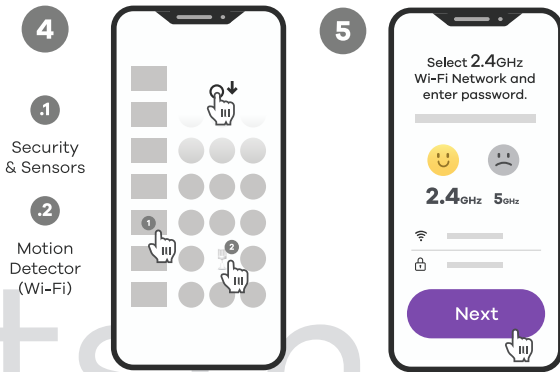 4
.1
Security
& Sensors
.2
Motion
Detector
(Wi-Fi)
1
2
5
Select 2.4GHz
Wi-Fi Network and
enter password.
2.4GHz 5GHz
Next